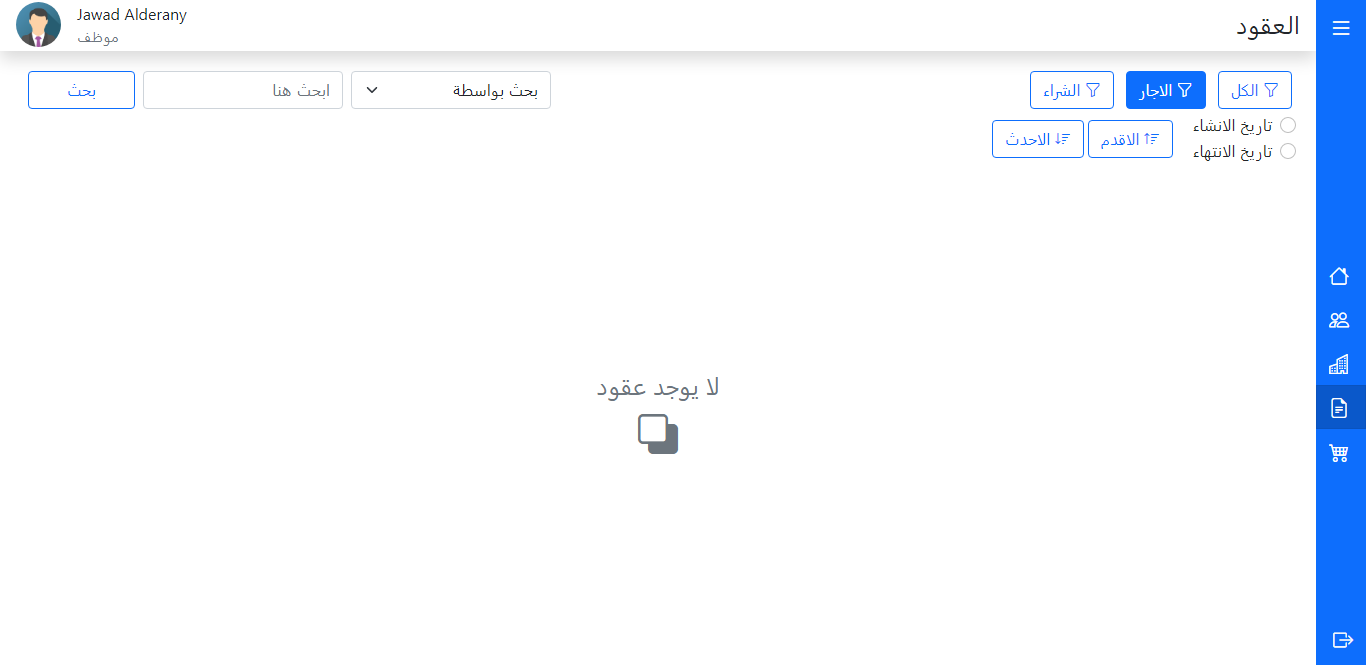 العقود
Jawad Alderany
موظف
الكل
الاجار
الشراء
بحث بواسطة
ابحث هنا
بحث
تاريخ الانشاء
تاريخ الانتهاء
الاقدم
الاحدث
لا يوجد عقود